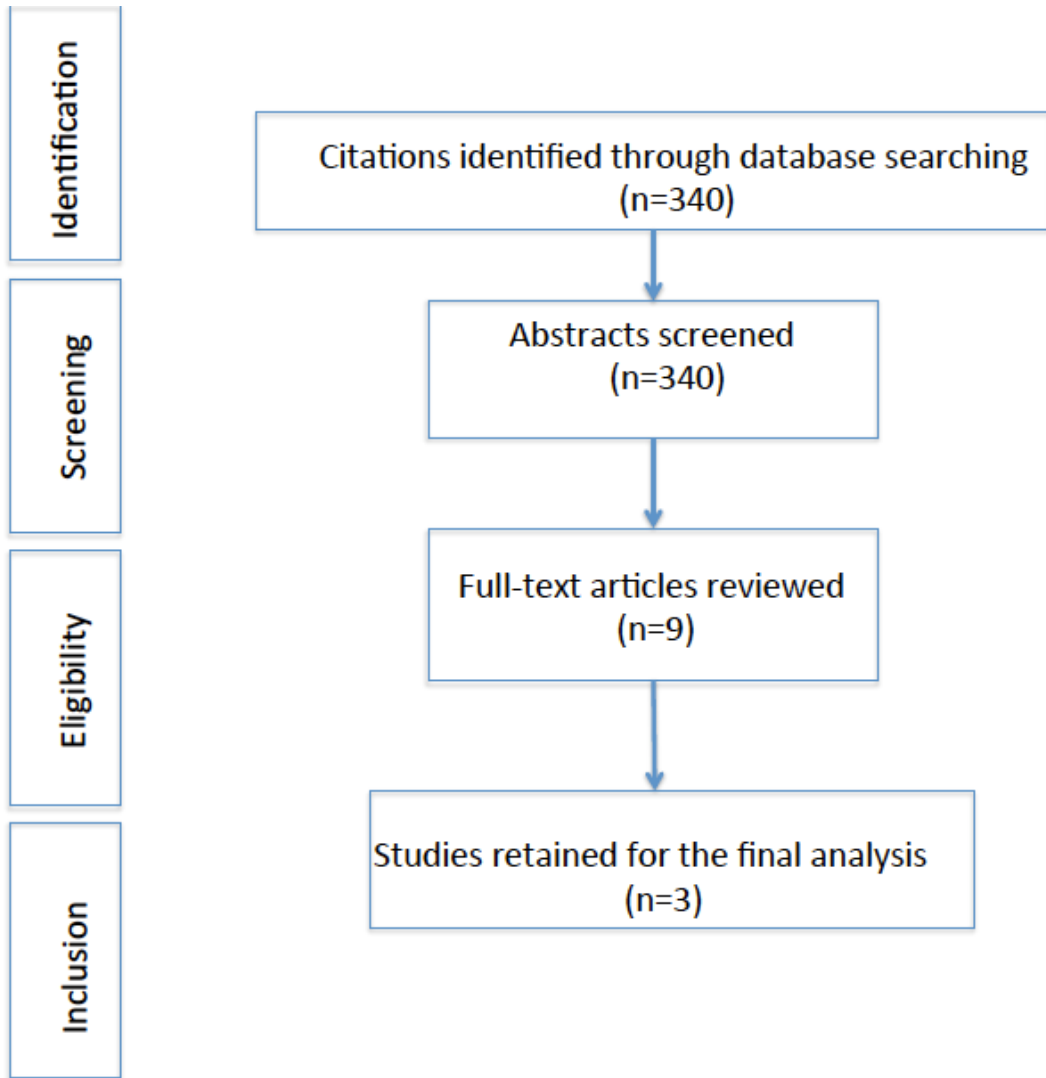 Identification
Citations identified through database searching
(n=340)
Screening
Abstracts screened
(n=340)
Eligibility
Full-text articles reviewed
(n=9)
Inclusion
Studies retained for the final analysis
(n=3)